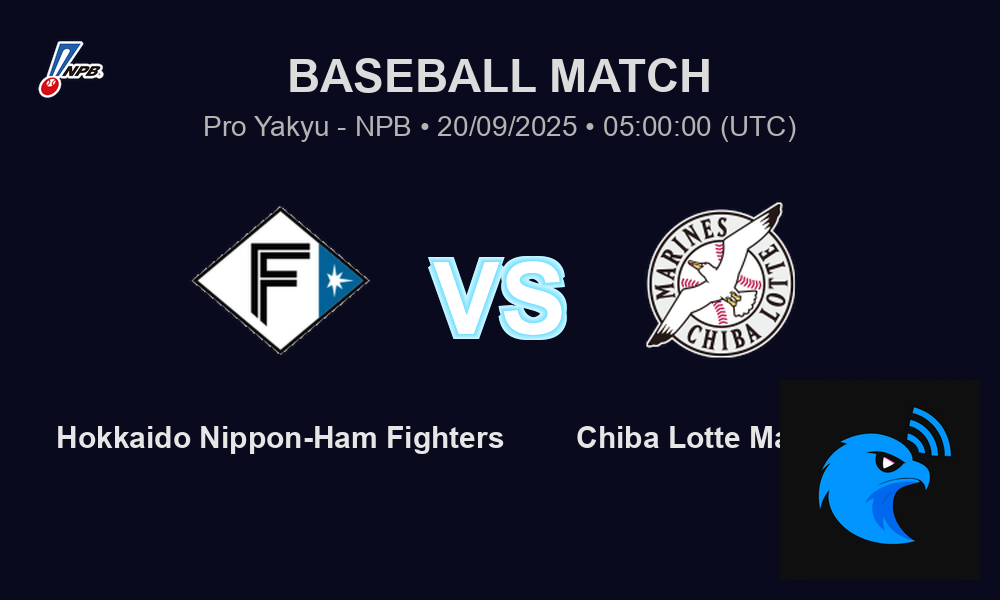 NPB
BASEBALL MATCH
Pro Yakyu - NPB • 20/09/2025 • 05:00:00 (UTC)
F
MARINES
CHIBA LOTTE
VS
Hokkaido Nippon-Ham Fighters
Chiba Lotte